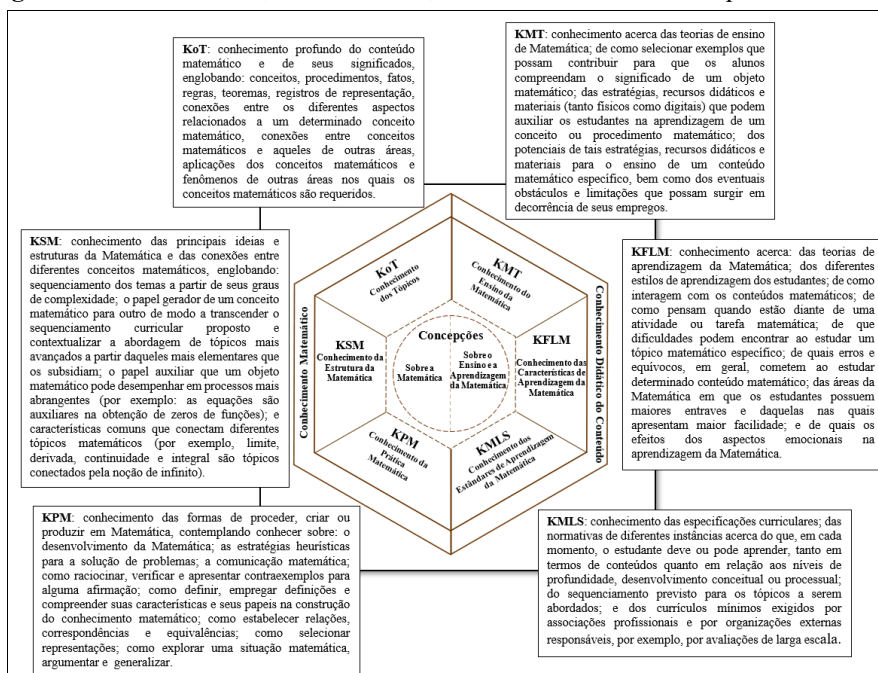 KoT: conhecimento profundo do conteúdo
matemático e de seus significados,
englobando: conceitos, procedimentos, fatos,
regras, teoremas, registros de representação,
conexões entre os diferentes aspectos
relacionados a um determinado conceito
matemático, conexões entre conceitos
matemáticos e aqueles de outras áreas,
aplicações dos conceitos matemáticos e
fenômenos de outras áreas nos quais os
conceitos matemáticos são requeridos.
KMT: conhecimento acerca das teorias de ensino
de Matemática; de como selecionar exemplos que
possam contribuir para que os alunos
compreendam o significado de um objeto
matemático; das estratégias, recursos didáticos e
materiais (tanto físicos como digitais) que podem
auxiliar os estudantes na aprendizagem de um
conceito ou procedimento matemático; dos
potenciais de tais estratégias, recursos didáticos e
materiais para o ensino de um conteúdo
matemático específico, bem como dos eventuais
obstáculos e limitações que possam surgir em
decorrência de seus empregos.
KSM: conhecimento das principais ideias e
estruturas da Matemática e das conexões entre
diferentes conceitos matemáticos, englobando:
sequenciamento dos temas a partir de seus graus
de complexidade; o papel gerador de um conceito
matemático para outro de modo a transcender o
sequenciamento curricular proposto e
contextualizar a abordagem de tópicos mais
avançados a partir daqueles mais elementares que
os subsidiam; o papel auxiliar que um objeto
matemático pode desempenhar em processos mais
abrangentes (por exemplo: as equações são
auxiliares na obtenção de zeros de funções); e
características comuns que conectam diferentes
tópicos matemáticos (por exemplo, limite,
derivada, continuidade e integral são tópicos
conectados pela noção de infinito).
Conhecimento Matemático
KoT
Conhecimento
dos Tópicos
KMT
Conhecimento do
Ensino da
Matemática
KSM
Conhecimento da
Estrutura da
Matemática
Concepções
Sobre a
Matemática
Sobre o
Ensino e a
Aprendizagem
da Matemática
KFLM
Conhecimento das
Características de
Aprendizagem da
Matemática
KPM
Conhecimento da
Prática
Matemática
KMLS
Conhecimento dos
Estândares de Aprendizagem
da Matemática
Conhecimento Didático do Conteúdo
KFLM: conhecimento acerca: das teorias de
aprendizagem da Matemática; dos diferentes
estilos de aprendizagem dos estudantes; de como
interagem com os conteúdos matemáticos; de
como pensam quando estão diante de uma
atividade ou tarefa matemática; de que
dificuldades podem encontrar ao estudar um
tópico matemático específico; de quais erros e
equívocos, em geral, cometem ao estudar
determinado conteúdo matemático; das áreas da
Matemática em que os estudantes possuem
maiores entraves e daquelas nas quais
apresentam maior facilidade; e de quais os
efeitos dos aspectos emocionais na
aprendizagem da Matemática.
KPM: conhecimento das formas de proceder, criar ou
produzir em Matemática, contemplando conhecer sobre: o
desenvolvimento da Matemática; as estratégias heurísticas
para a solução de problemas; a comunicação matemática;
como raciocinar, verificar e apresentar contraexemplos para
alguma afirmação; como definir, empregar definições e
compreender suas características e seus papeis na construção
do conhecimento matemático; como estabelecer relações,
correspondências e equivalências; como selecionar
representações; como explorar uma situação matemática,
argumentar e generalizar.
KMLS: conhecimento das especificações curriculares; das
normativas de diferentes instâncias acerca do que, em cada
momento, o estudante deve ou pode aprender, tanto em
termos de conteúdos quanto em relação aos níveis de
profundidade, desenvolvimento conceitual ou processual;
do sequenciamento previsto para os tópicos a serem
abordados; e dos currículos mínimos exigidos por
associações profissionais e por organizações externas
responsáveis, por exemplo, por avaliações de larga escala.